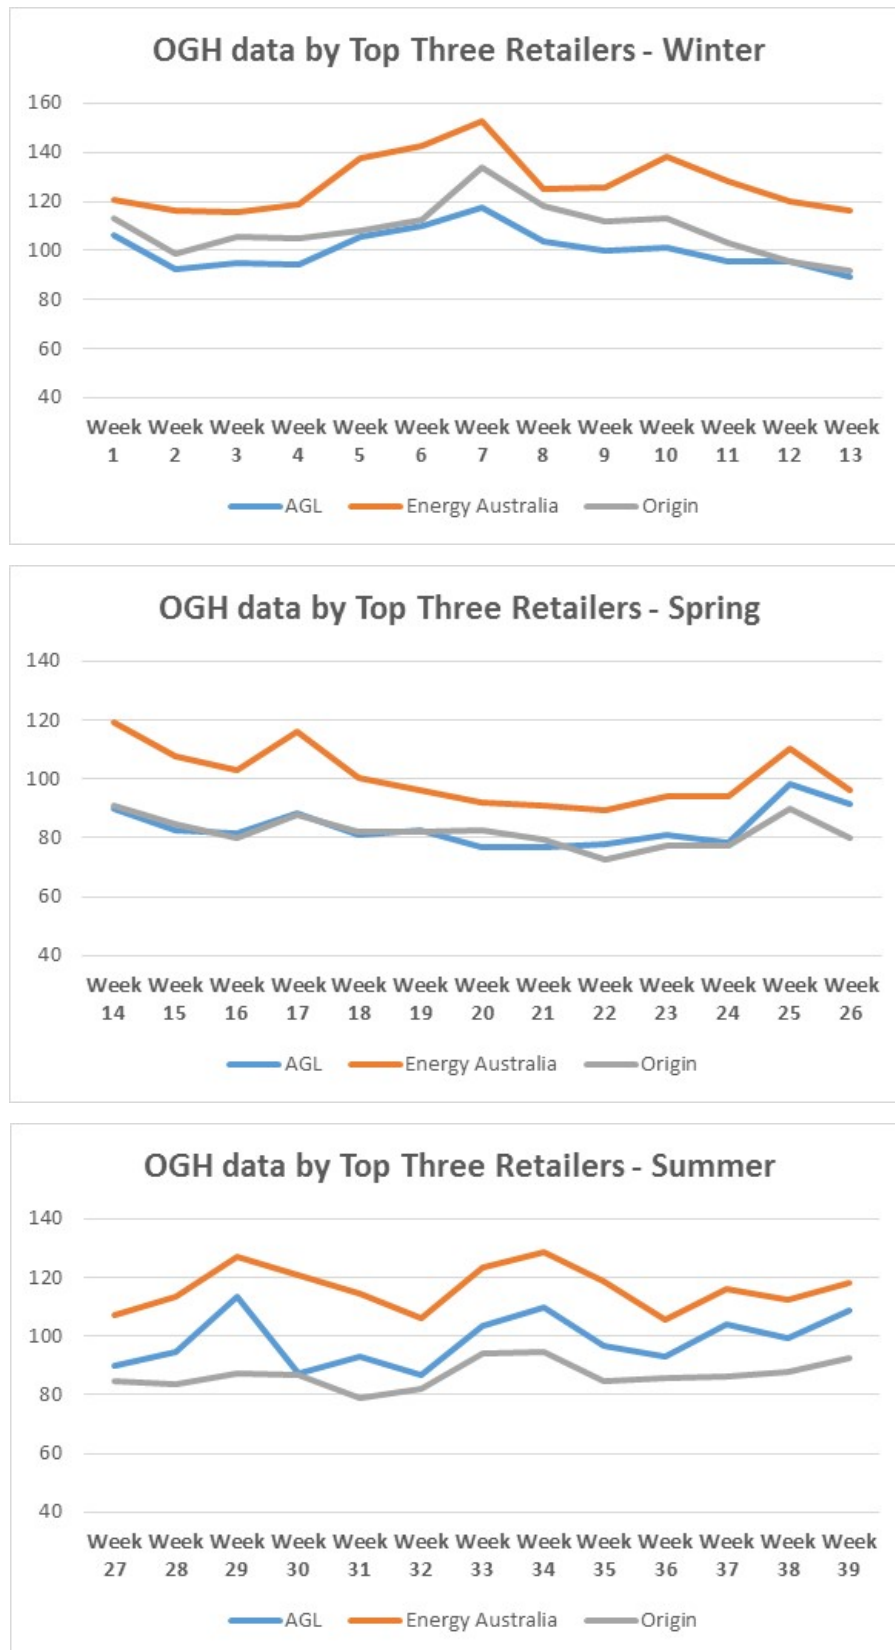 OGH data by Top Three Retailers - Winter
160
140
120
100
80
60
40
Week Week Week Week Week Week Week Week Week Week Week Week Week
1 2 3 4 5 6 7 8 9 10 11 12 13
AGL Energy Australia Origin
OGH data by Top Three Retailers - Spring
140
120
100
80
60
40
Week Week Week Week Week Week Week Week Week Week Week Week Week
14 15 16 17 18 19 20 21 22 23 24 25 26
AGL Energy Australia Origin
OGH data by Top Three Retailers - Summer
140
120
100
80
60
40
Week Week Week Week Week Week Week Week Week Week Week Week Week
27 28 29 30 31 32 33 34 35 36 37 38 39
AGL Energy Australia Origin